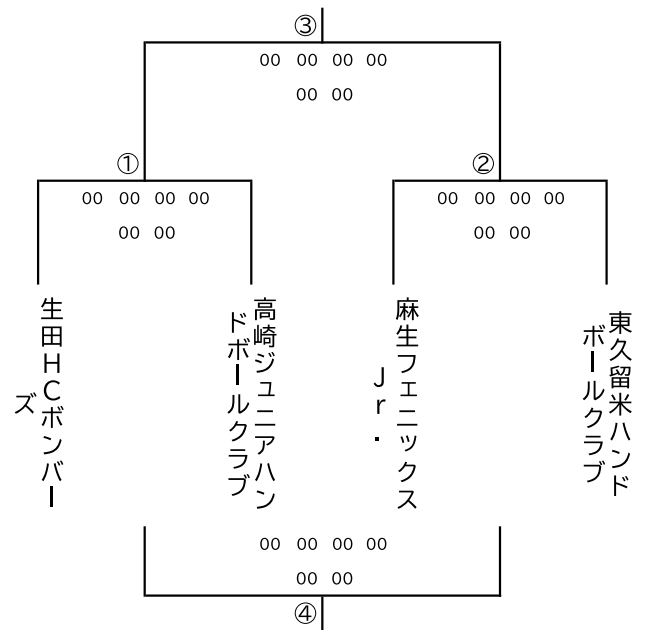 ③
00 00 00 00
00 00
①
②
00 00 00 00
00 00
00 00 00 00
00 00
生田HCボンバー
ズ
高崎ジュニアハン
ドボールクラブ
麻生フェニックス
Jr.
東久留米ハンド
ボールクラブ
00 00 00 00
00 00
④